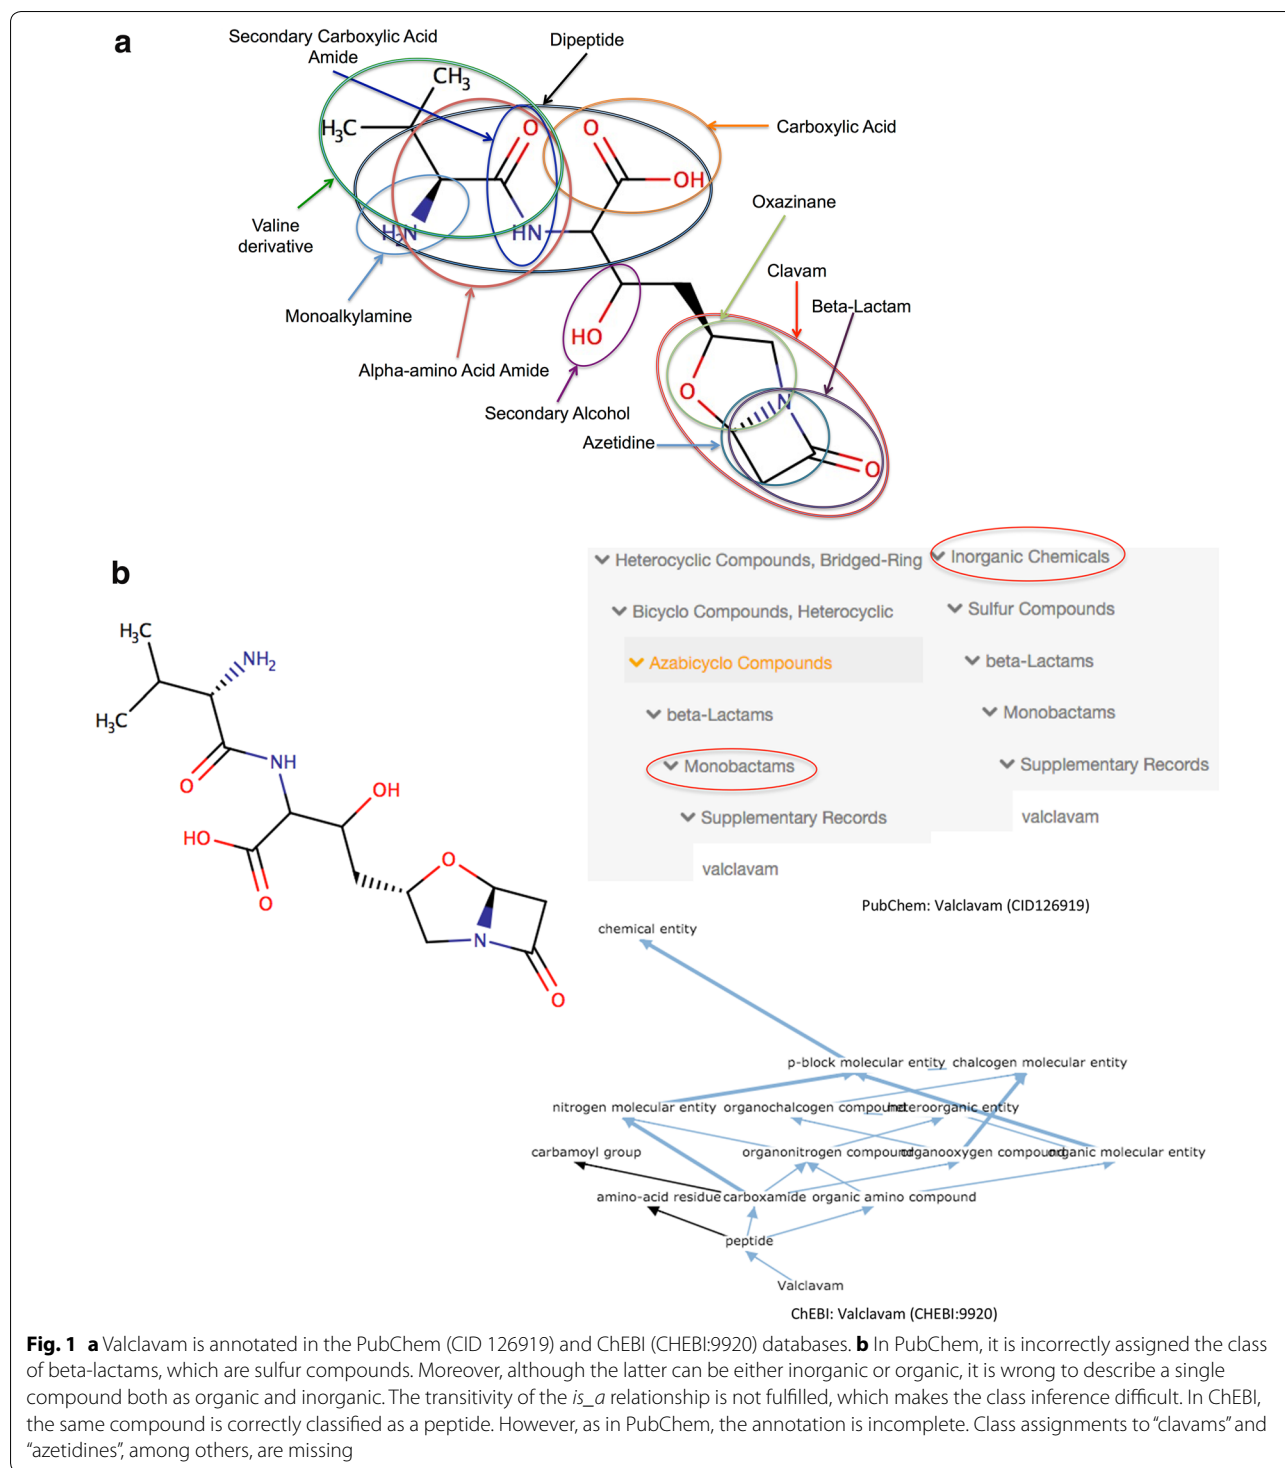 a
Secondary Carboxylic Acid
Amide
Dipeptide
CH3
H3C
O
O
Carboxylic Acid
OH
Oxazinane
Valine
derivative
H2N
HN
Clavam
Monoalkylamine
Beta-Lactam
HO
Alpha-amino Acid Amide
O
N
Secondary Alcohol
Azetidine
O
b
Heterocyclic Compounds, Bridged-Ring
Bicyclo Compounds, Heterocyclic
Azabicyclo Compounds
beta-Lactams
Monobactams
Supplementary Records
valclavam
Inorganic Chemicals
Sulfur Compounds
beta-Lactams
Monobactams
Supplementary Records
valclavam
H3C
NH2
H3C
O
NH
OH
HO
O
O
N
O
PubChem: Valclavam (CID126919)
chemical entity
p-block molecular entity
chalcogen molecular entity
nitrogen molecular entity
organochalcogen compound
heteroorganic entity
carbamoyl group
organonitrogen compound
organooxygen compound
organic molecular entity
amino-acid residue
carboxamide
organic amino compound
peptide
Valclavam
ChEBI: Valclavam (CHEBI:9920)
Fig. 1 a Valclavam is annotated in the PubChem (CID 126919) and ChEBI (CHEBI:9920) databases. b In PubChem, it is incorrectly assigned the class
of beta-lactams, which are sulfur compounds. Moreover, although the latter can be either inorganic or organic, it is wrong to describe a single
compound both as organic and inorganic. The transitivity of the is_a relationship is not fulfilled, which makes the class inference difficult. In ChEBI,
the same compound is correctly classified as a peptide. However, as in PubChem, the annotation is incomplete. Class assignments to “clavams” and
“azetidines”, among others, are missing